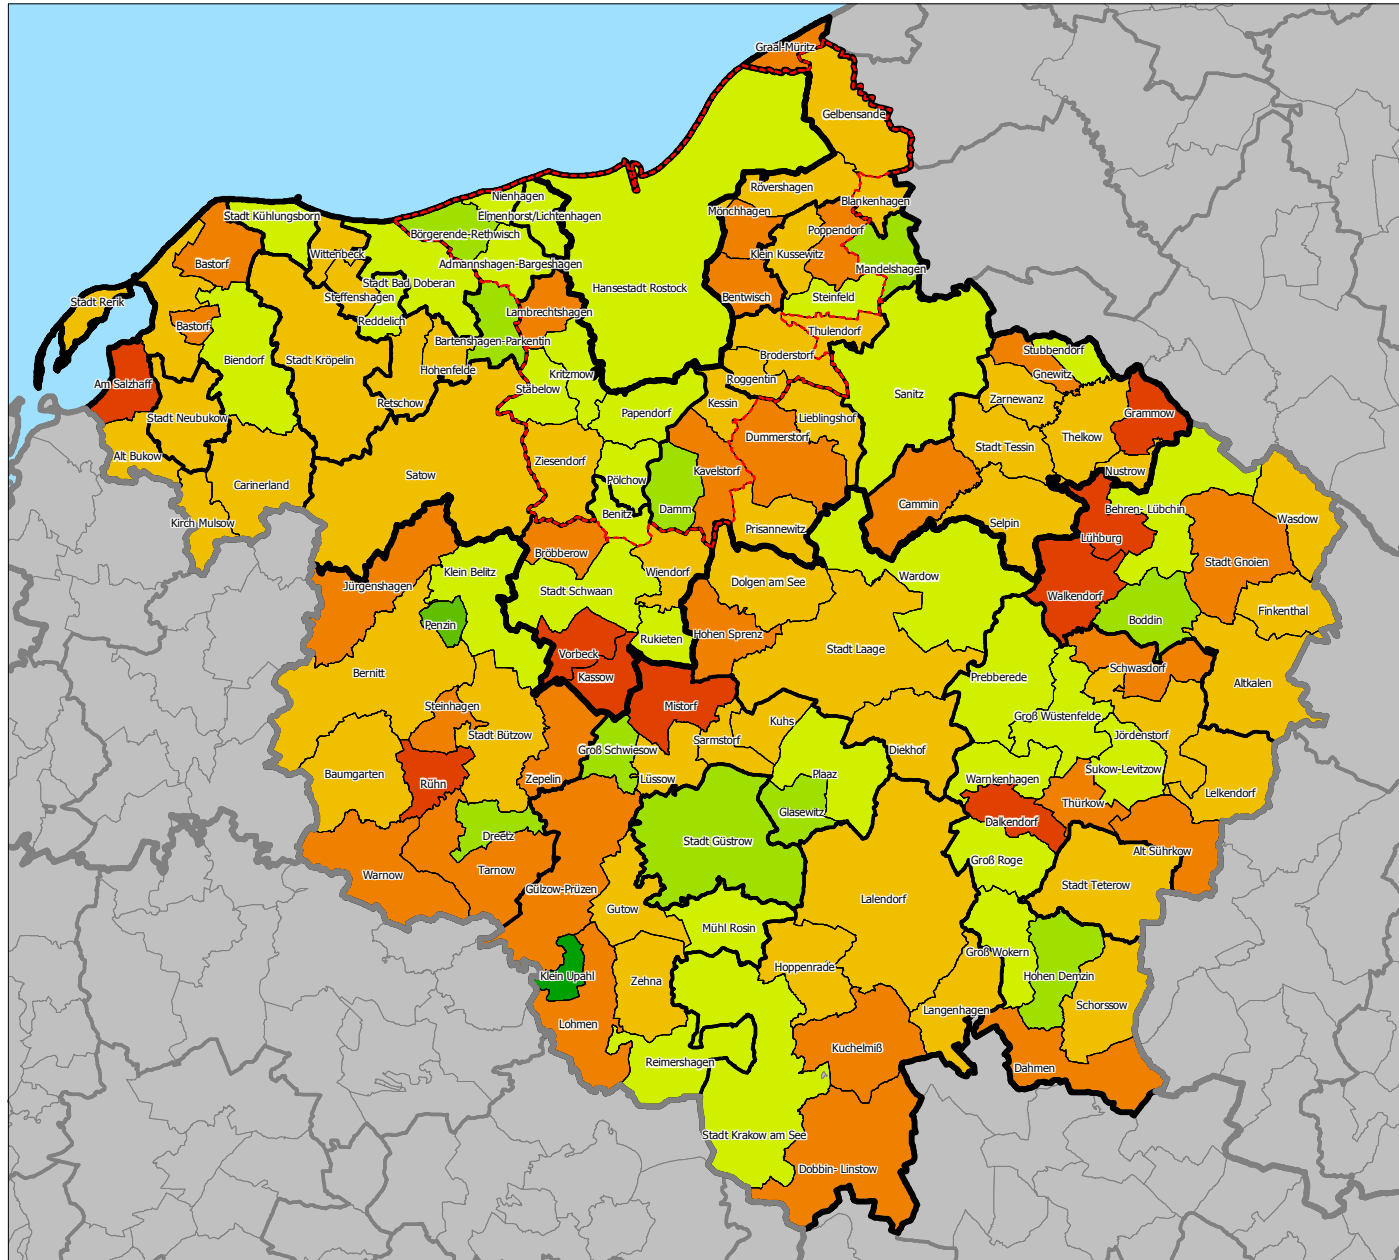 Graal-Müritz
Gelbensande
Rövershagen
Nienhagen
Blankenhagen
Stadt Kühlungsborn
Elmenhorst/Lichtenhagen
Mönchhagen
Poppendorf
Börgerende-Rethwisch
Wittenbeck
Klein Kussewitz
Bastorf
Admannshagen-Bargeshagen
Mandelshagen
Stadt Bad Doberan
Hansestadt Rostock
Steffenshagen
Bentwisch
Steinfeld
Stadt Rerik
Lambrechtshagen
Reddelich
Bastorf
Thulendorf
Bartenshagen-Parkentin
Stubbendorf
Biendorf
Stadt Kröpelin
Broderstorf
Hohenfelde
Kritzmow
Gnewitz
Roggentin
Am Salzhaff
Stäbelow
Sanitz
Retschow
Kessin
Zarnewanz
Papendorf
Grammow
Stadt Neubukow
Lieblingshof
Dummerstorf
Thelkow
Stadt Tessin
Alt Bukow
Ziesendorf
Satow
Kavelstorf
Nustrow
Pölchow
Carinerland
Damm
Cammin
Behren- Lübchin
Benitz
Wasdow
Kirch Mulsow
Selpin
Prisannewitz
Lühburg
Bröbberow
Stadt Gnoien
Klein Belitz
Wiendorf
Wardow
Jürgenshagen
Dolgen am See
Stadt Schwaan
Walkendorf
Finkenthal
Boddin
Penzin
Hohen Sprenz
Rukieten
Stadt Laage
Vorbeck
Schwasdorf
Bernitt
Kassow
Prebberede
Altkalen
Steinhagen
Mistorf
Groß Wüstenfelde
Kuhs
Stadt Bützow
Jördenstorf
Sarmstorf
Groß Schwiesow
Diekhof
Baumgarten
Plaaz
Sukow-Levitzow
Zepelin
Lüssow
Warnkenhagen
Rühn
Lelkendorf
Thürkow
Glasewitz
Dalkendorf
Dreetz
Stadt Güstrow
Alt Sührkow
Groß Roge
Tarnow
Warnow
Stadt Teterow
Gülzow-Prüzen
Lalendorf
Gutow
Mühl Rosin
Groß Wokern
Hoppenrade
Klein Upahl
Hohen Demzin
Zehna
Schorssow
Langenhagen
Lohmen
Kuchelmiß
Reimershagen
Dahmen
Stadt Krakow am See
Dobbin- Linstow